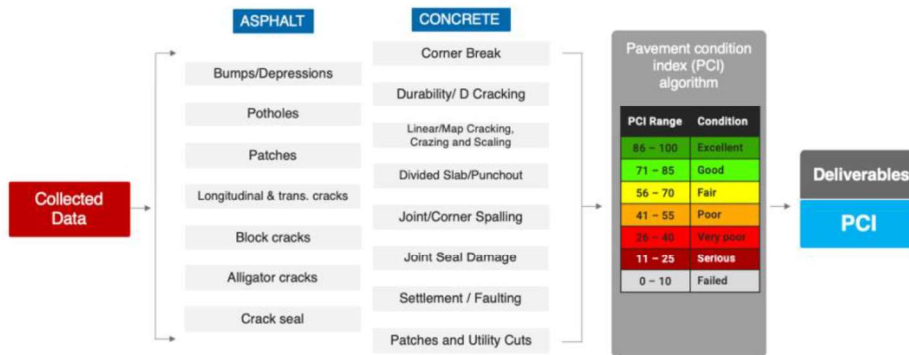 ASPHALT
CONCRETE
Collected
Data
Bumps/Depressions
Potholes
Patches
Longitudinal & trans. cracks
Block cracks
Alligator cracks
Crack seal
Corner Break
Durability/ D Cracking
Linear/Map Cracking,
Crazing and Scaling
Divided Slab/Punchout
Joint/Corner Spalling
Joint Seal Damage
Settlement / Faulting
Patches and Utility Cuts
Pavement condition
index (PCI)
algorithm
PCI Range Condition
86 – 100 Excellent
71 – 85 Good
56 – 70 Fair
41 – 55 Poor
26 – 40 Very poor
11 – 25 Serious
0 – 10 Failed
Deliverables
PCI